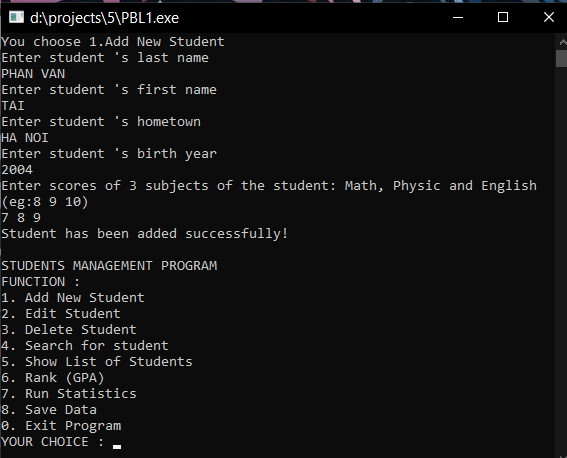 d:\projects\5\PBL1.exe
You choose 1.Add New Student
Enter student 's last name
PHAN VAN
Enter student 's first name
TAI
Enter student 's hometown
HA NOI
Enter student 's birth year
2004
Enter scores of 3 subjects of the student: Math, Physic and English
(eg:8 9 10)
7 8 9
Student has been added successfully!
STUDENTS MANAGEMENT PROGRAM
FUNCTION :
1. Add New Student
2. Edit Student
3. Delete Student
4. Search for student
5. Show List of Students
6. Rank (GPA)
7. Run Statistics
8. Save Data
0. Exit Program
YOUR CHOICE :